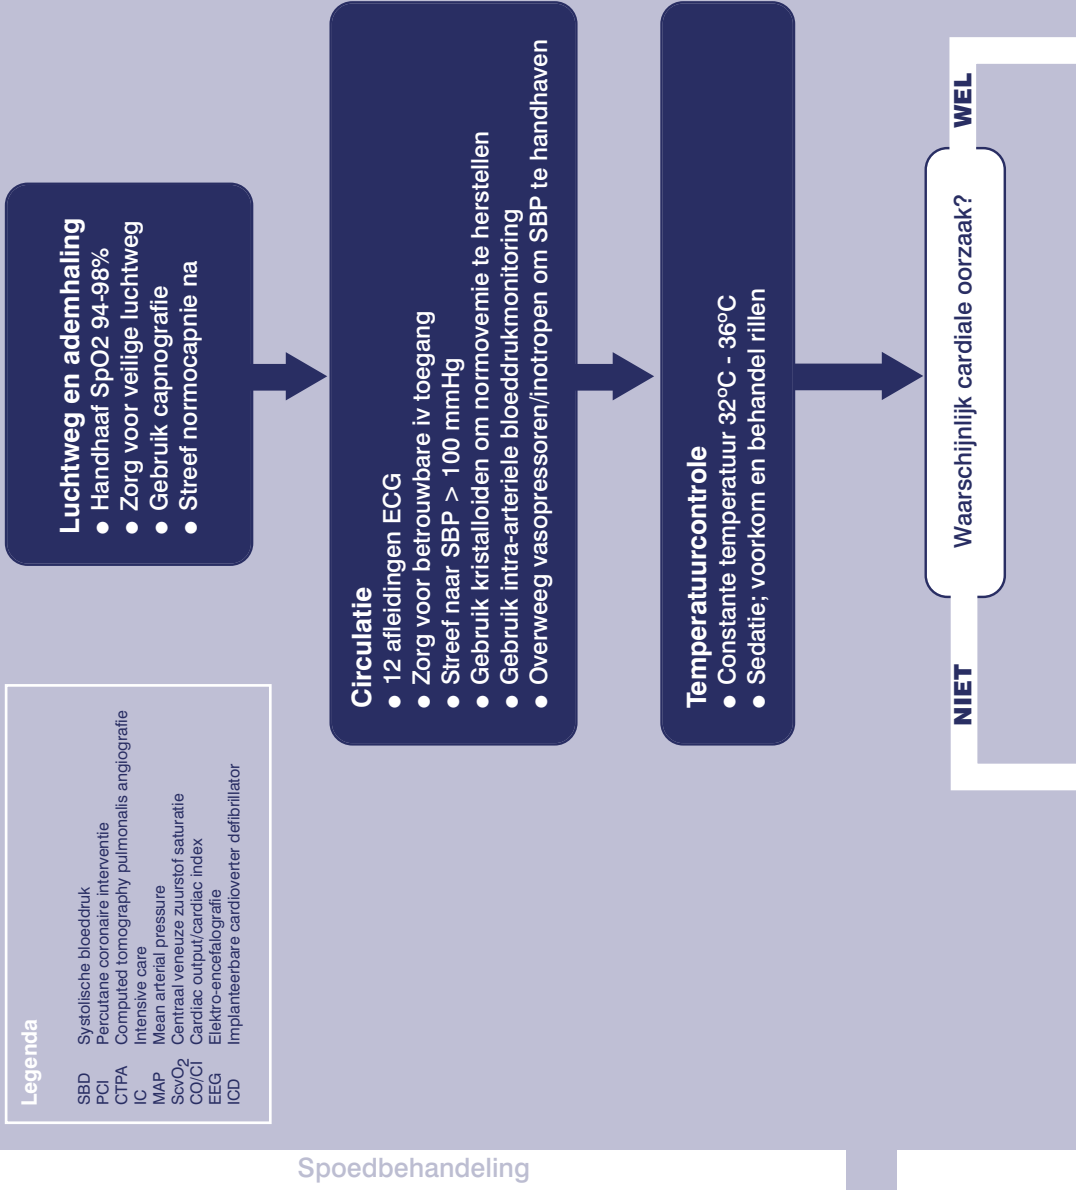 Luchtweg en ademhaling
● Handhaaf SpO2 94-98%
● Zorg voor veilige luchtweg
● Gebruik capnografie
● Streef normocapnie na
Circulatie
● 12 afleidingen ECG
● Zorg voor betrouwbare iv toegang
● Streef naar SBP > 100 mmHg
● Gebruik kristalloiden om normovemie te herstellen
● Gebruik intra-arteriele bloeddrukmonitoring
● Overweeg vasopressoren/inotropen om SBP te handhaven
Temperatuurcontrole
● Constante temperatuur 32ºC - 36ºC
● Sedatie; voorkom en behandel rillen
Waarschijnlijk cardiale oorzaak?
NIET
WEL
Legenda
SBD Systolische bloeddruk
PCI Percutane coronaire interventie
CTPA Computed tomography pulmonalis angiografie
IC Intensive care
MAP Mean arterial pressure
ScvO2 Centraal veneuze zuurstof saturatie
CO/CI Cardiac output/cardiac index
EEG Elektro-encefalografie
ICD Implanteerbare cardioverter defibrillator
Spoedbehandeling